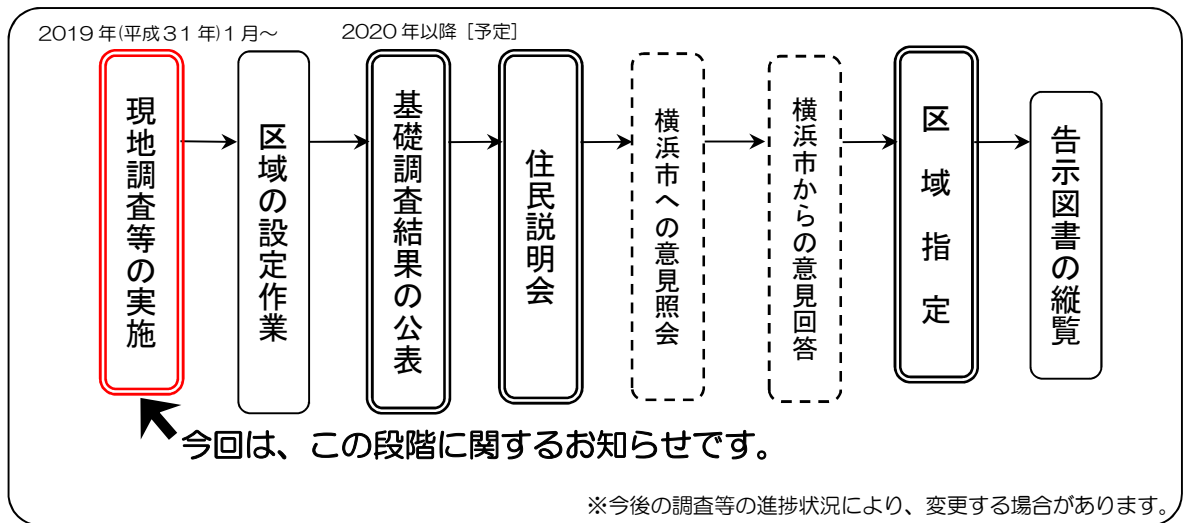 2019年(平成31年)1月～
2020年以降［予定］
現地調査等の実施
区域の設定作業
基礎調査結果の公表
住民説明会
横浜市への意見照会
横浜市からの意見回答
区域指定
告示図書の縦覧
今回は、この段階に関するお知らせです。
※今後の調査等の進捗状況により、変更する場合があります。